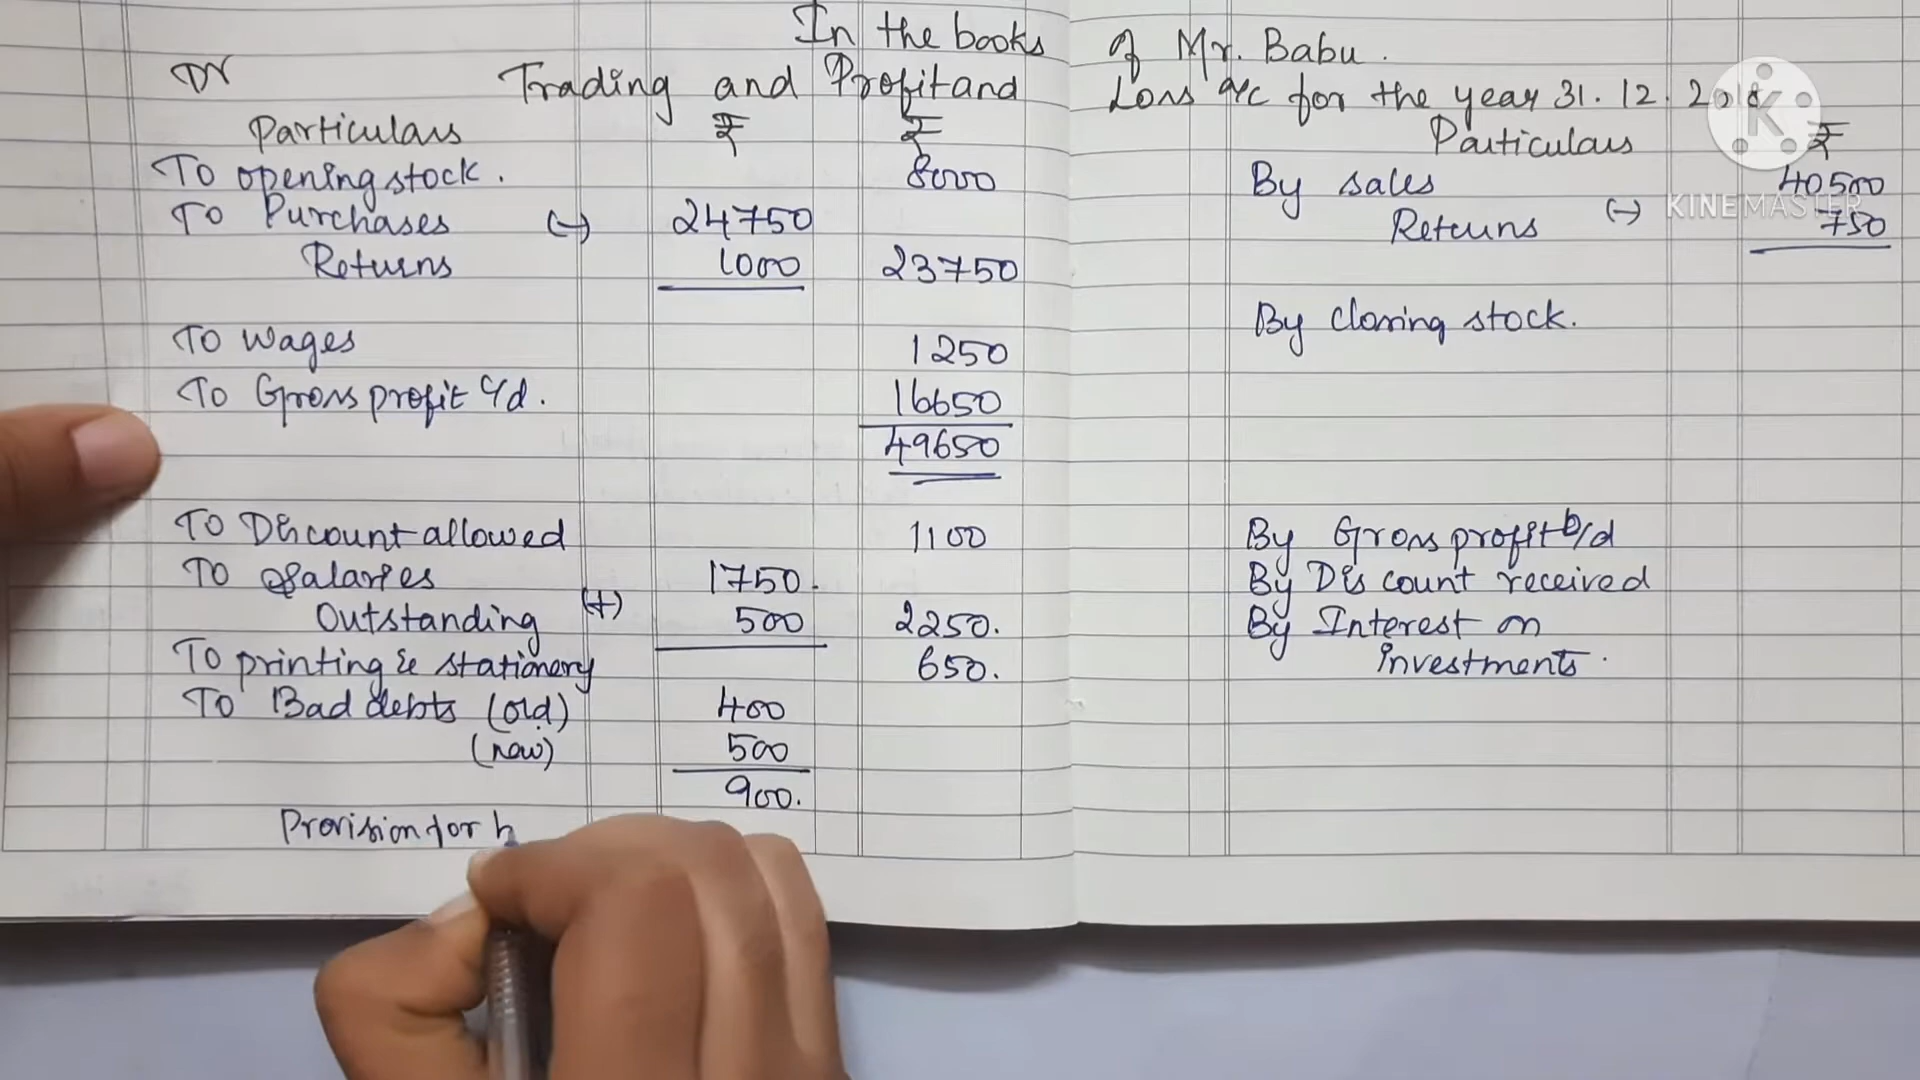 In the books of Mr. Babu.
Dr Trading and Profit and Loss a/c for the year 31.12.
Particulars ₹ ₹ Particulars ₹
To opening stock. 8000 By sales 40500
To Purchases (-) 24750 Returns (-) 750
Returns 1000 23750
KINEMASTER
By closing stock.
To Wages 1250
To Gross profit c/d. 16650
49650
To Discount allowed 1100 By Gross profit b/d
To Salaries 1750. By Discount received
Outstanding (+) 500 2250. By Interest on
To printing & stationery 650. Investments.
To Bad debts (old) 400
(new) 500
900.
Provision for b